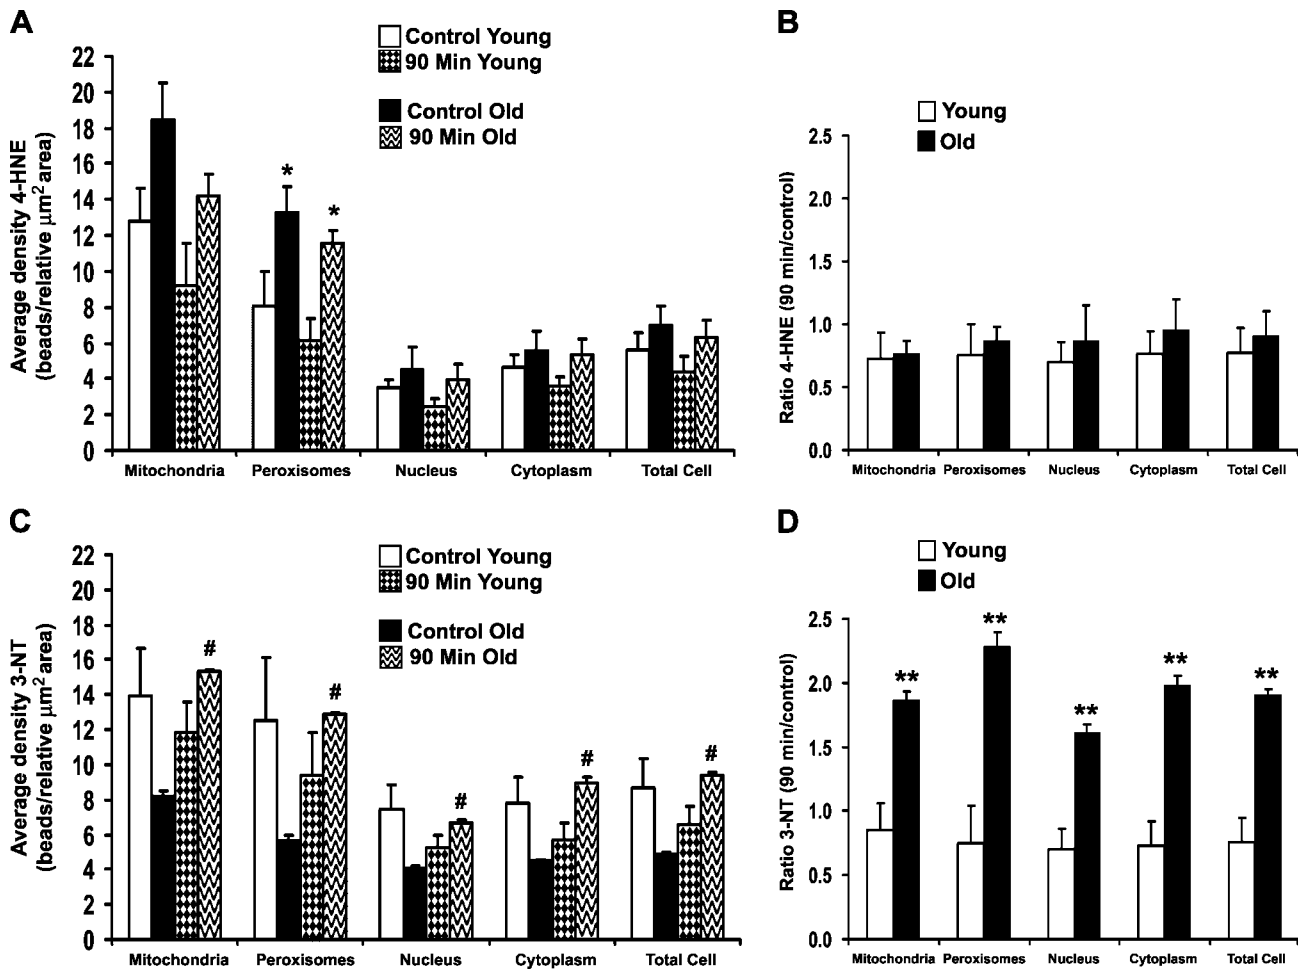 A
Control Young
90 Min Young
Control Old
90 Min Old
Average density 4-HNE
(beads/relative μm² area)
22
20
18
16
14
12
10
8
6
4
2
0
*
*
Mitochondria Peroxisomes Nucleus Cytoplasm Total Cell
B
Young
Old
Ratio 4-HNE (90 min/control)
2.5
2.0
1.5
1.0
0.5
0.0
Mitochondria Peroxisomes Nucleus Cytoplasm Total Cell
C
Control Young
90 Min Young
Control Old
90 Min Old
Average density 3-NT
(beads/relative μm² area)
22
20
18
16
14
12
10
8
6
4
2
0
# # # # #
Mitochondria Peroxisomes Nucleus Cytoplasm Total Cell
D
Young
Old
Ratio 3-NT (90 min/control)
2.5
2.0
1.5
1.0
0.5
0.0
** ** ** ** **
Mitochondria Peroxisomes Nucleus Cytoplasm Total Cell